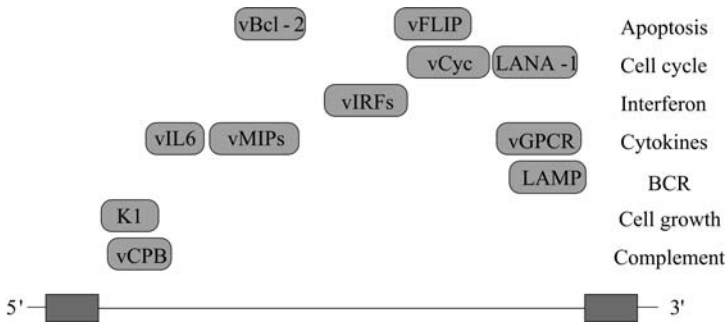 vBcl - 2 vFLIP Apoptosis
vCyc LANA -1 Cell cycle
vIRFs Interferon
vIL6 vMIPs vGPCR Cytokines
LAMP BCR
K1 Cell growth
vCPB Complement
5' 3'